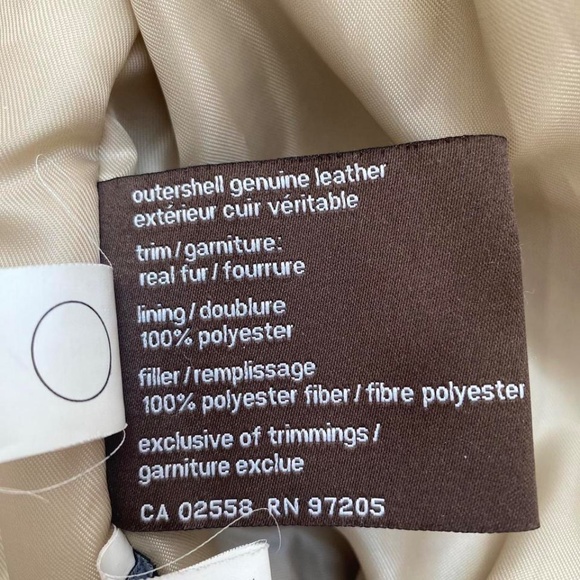 outershell genuine leather
extérieur cuir véritable
trim/garniture:
real fur/fourrure
lining/doublure
100% polyester
filler/remplissage
100% polyester fiber/fibre polyester
exclusive of trimmings/
garniture exclue
CA 02558 RN 97205